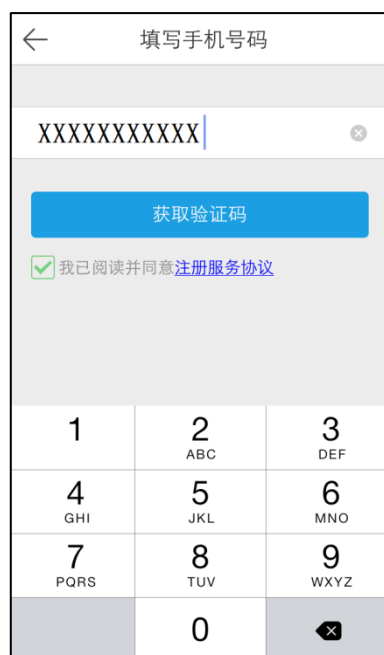 填写手机号码
XXXXXXXXXXX
获取验证码
我已阅读并同意注册服务协议
1 2 3
ABC DEF
4 5 6
GHI JKL MNO
7 8 9
PQRS TUV WXYZ
0